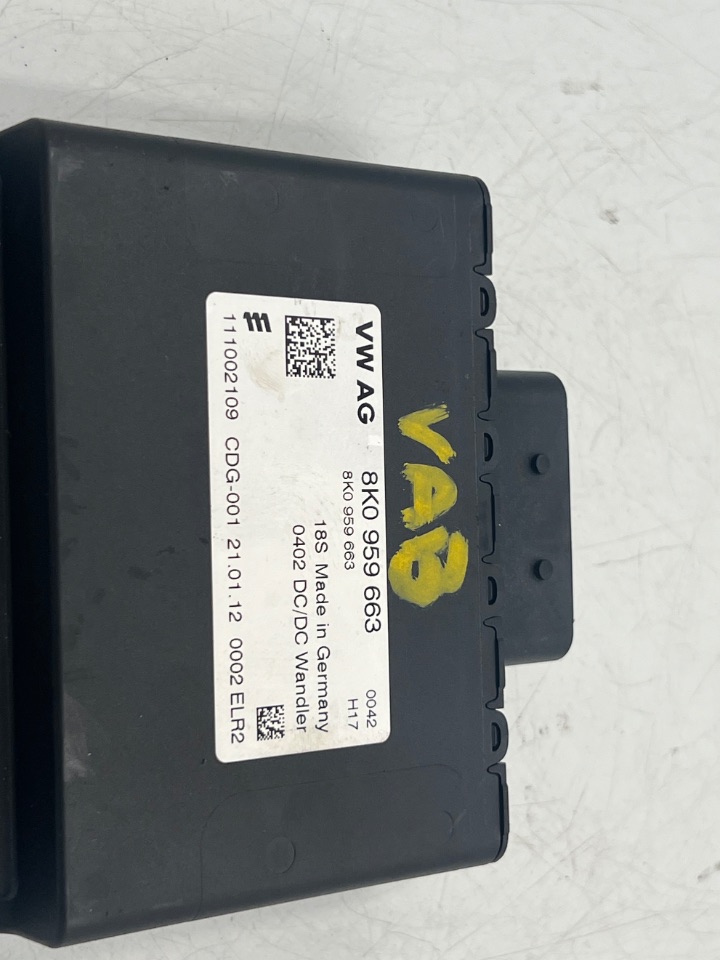 VW AG 8K0 959 663 0042
8K0 959 663 H17
18S Made in Germany
0402 DC/DC Wandler
111002109 CDG-001 21.01.12 0002 ELR2
VAB